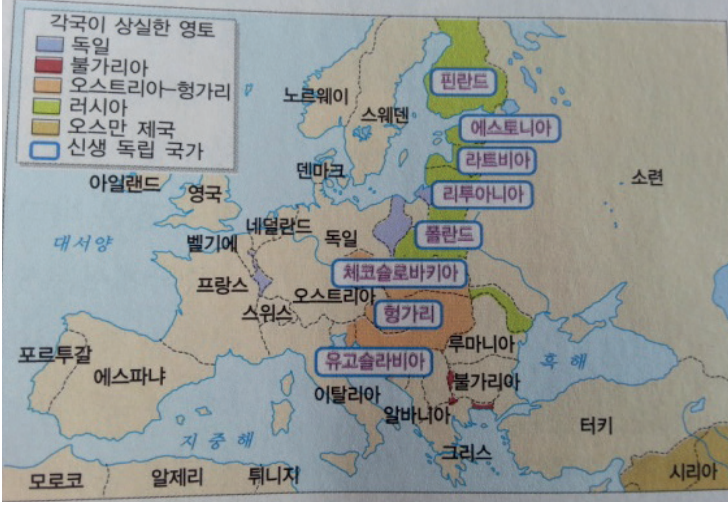 각국이 상실한 영토
독일
불가리아
오스트리아-헝가리
러시아
오스만 제국
신생 독립 국가
노르웨이
스웨덴
핀란드
에스토니아
라트비아
리투아니아
소련
아일랜드
영국
덴마크
대서양
네덜란드
벨기에
독일
폴란드
체코슬로바키아
프랑스
오스트리아
스위스
헝가리
루마니아
유고슬라비아
흑해
포르투갈
에스파냐
이탈리아
불가리아
알바니아
터키
지중해
그리스
모로코
알제리
튀니지
시리아